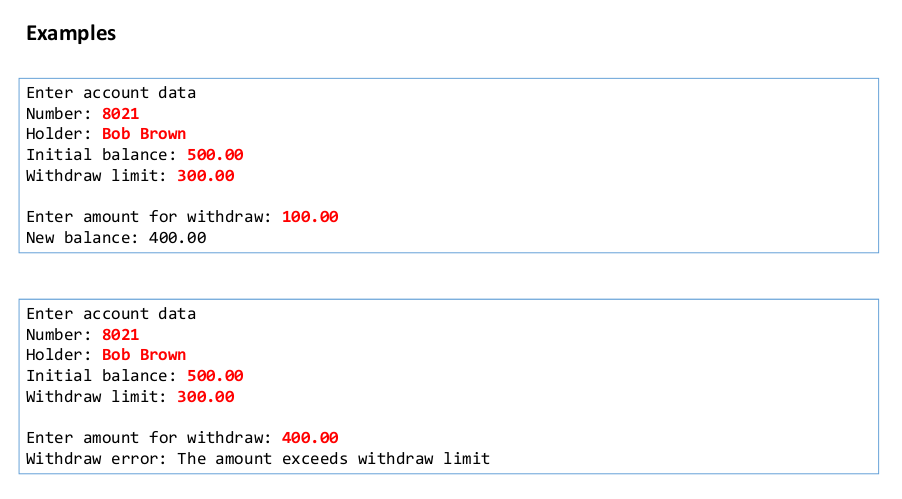 Examples
Enter account data
Number: 8021
Holder: Bob Brown
Initial balance: 500.00
Withdraw limit: 300.00
Enter amount for withdraw: 100.00
New balance: 400.00
Enter account data
Number: 8021
Holder: Bob Brown
Initial balance: 500.00
Withdraw limit: 300.00
Enter amount for withdraw: 400.00
Withdraw error: The amount exceeds withdraw limit